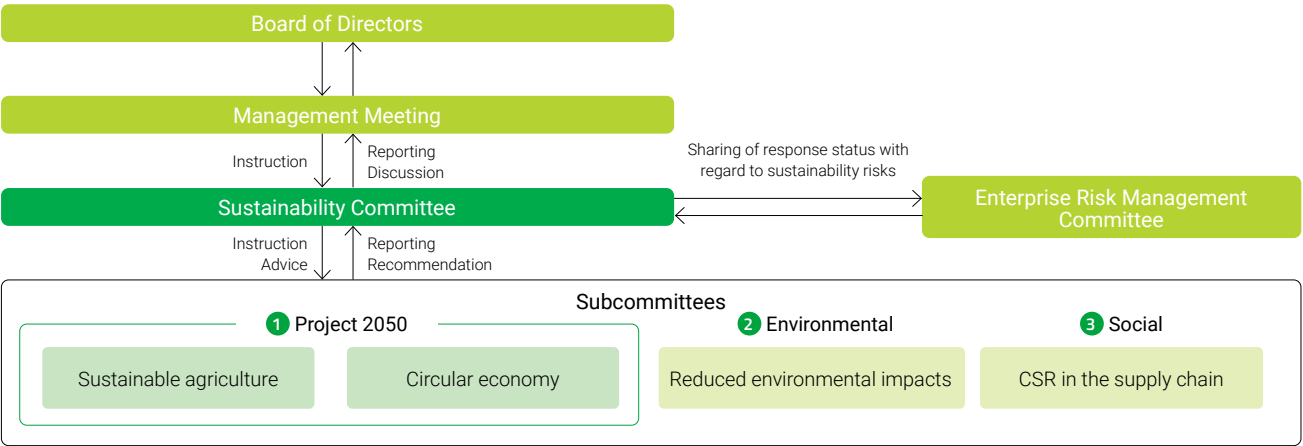 Board of Directors
Management Meeting
Instruction
Reporting
Discussion
Sharing of response status with
regard to sustainability risks
Sustainability Committee
Enterprise Risk Management
Committee
Instruction
Advice
Reporting
Recommendation
Subcommittees
1 Project 2050
2 Environmental
3 Social
Sustainable agriculture
Circular economy
Reduced environmental impacts
CSR in the supply chain